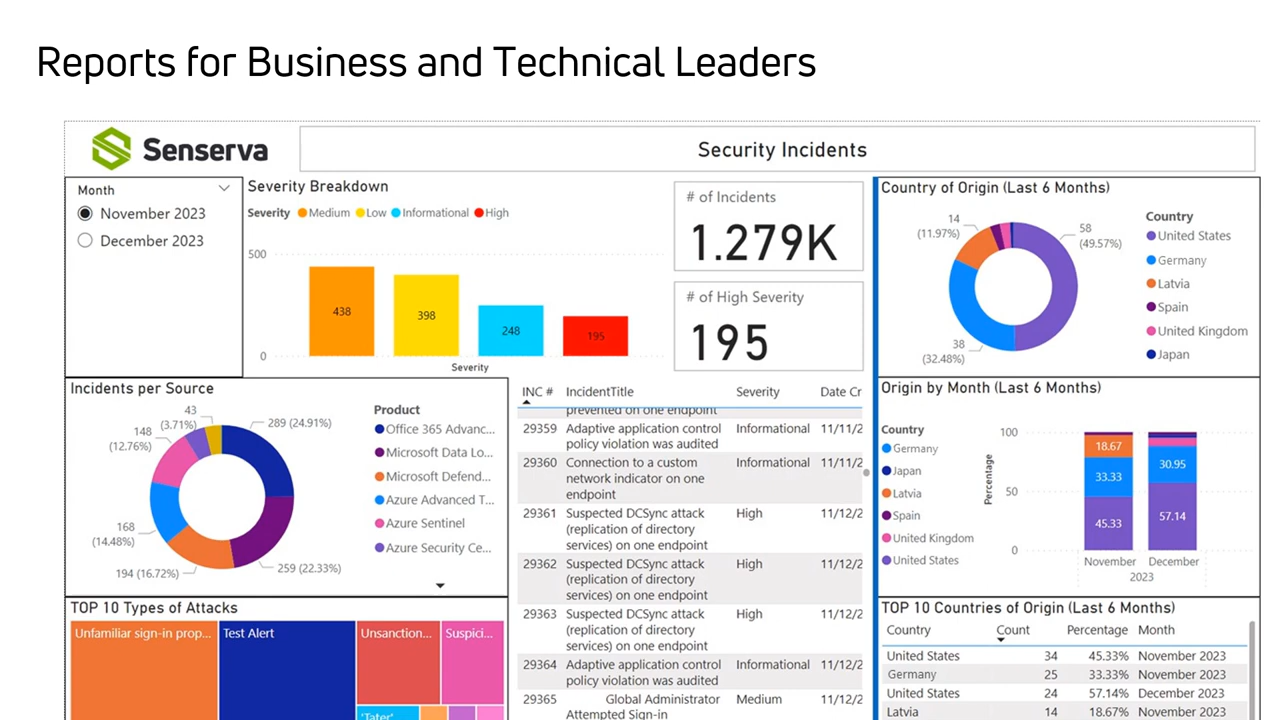 Reports for Business and Technical Leaders
Senserva
Security Incidents
Month
November 2023
December 2023
Severity Breakdown
Severity Medium Low Informational High
500
0
438
398
248
195
Severity
# of Incidents
1.279K
# of High Severity
195
Country of Origin (Last 6 Months)
14
(11.97%)
58
(49.57%)
38
(32.48%)
Country
United States
Germany
Latvia
Spain
United Kingdom
Japan
Incidents per Source
43
(3.71%)
148
(12.76%)
168
(14.48%)
194 (16.72%)
289 (24.91%)
259 (22.33%)
Product
Office 365 Advanc...
Microsoft Data Lo...
Microsoft Defend...
Azure Advanced T...
Azure Sentinel
Azure Security Ce...
INC # IncidentTitle Severity Date Cr
prevented on one endpoint
29359 Adaptive application control Informational 11/11/2
policy violation was audited
29360 Connection to a custom Informational 11/11/2
network indicator on one
endpoint
29361 Suspected DCSync attack High 11/12/2
(replication of directory
services) on one endpoint
29362 Suspected DCSync attack High 11/12/2
(replication of directory
services) on one endpoint
29363 Suspected DCSync attack High 11/12/2
(replication of directory
services) on one endpoint
29364 Adaptive application control Informational 11/12/2
policy violation was audited
29365 Global Administrator Medium 11/12/2
Attempted Sign-in
Origin by Month (Last 6 Months)
Country
Germany
Japan
Latvia
Spain
United Kingdom
United States
Percentage
100
50
0
18.67
33.33
45.33
30.95
57.14
November December
2023
TOP 10 Types of Attacks
Unfamiliar sign-in prop...
Test Alert
Unsanction...
Suspici...
'Tater'
TOP 10 Countries of Origin (Last 6 Months)
Country Count Percentage Month
United States 34 45.33% November 2023
Germany 25 33.33% November 2023
United States 24 57.14% December 2023
Latvia 14 18.67% November 2023